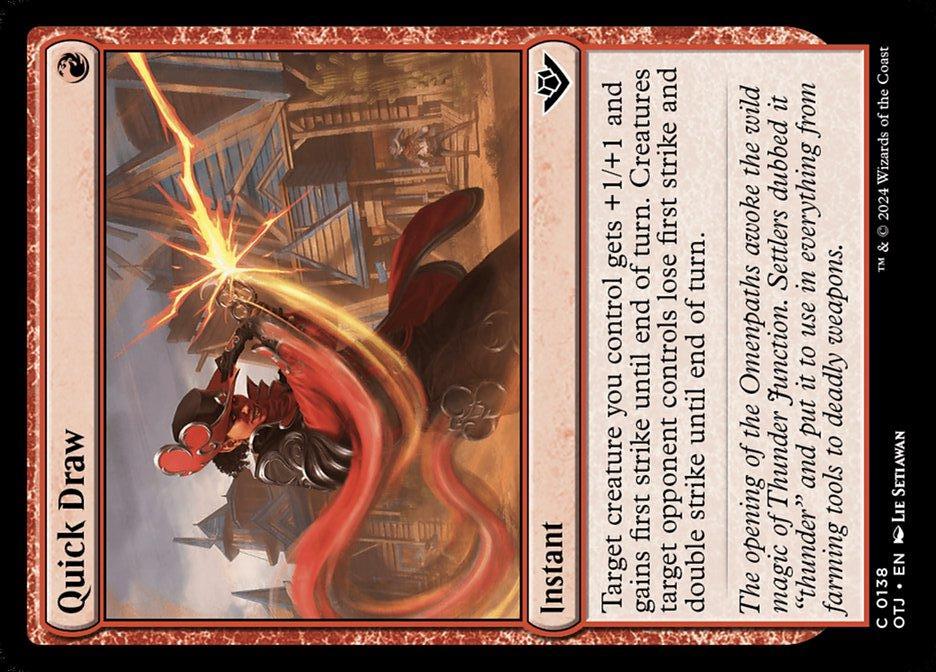 Quick Draw
Instant
Target creature you control gets +1/+1 and
gains first strike until end of turn. Creatures
target opponent controls lose first strike and
double strike until end of turn.
The opening of the Omenpaths awoke the wild
magic of Thunder Junction. Settlers dubbed it
“thunder” and put it to use in everything from
farming tools to deadly weapons.
C 0138
OTJ • EN Lie Setiawan
™ & © 2024 Wizards of the Coast